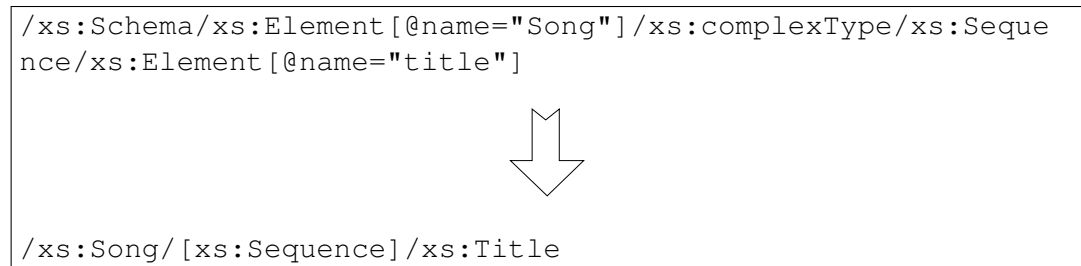 /xs:Schema/xs:Element[@name="Song"]/xs:complexType/xs:Seque
nce/xs:Element[@name="title"]
/xs:Song/[xs:Sequence]/xs:Title